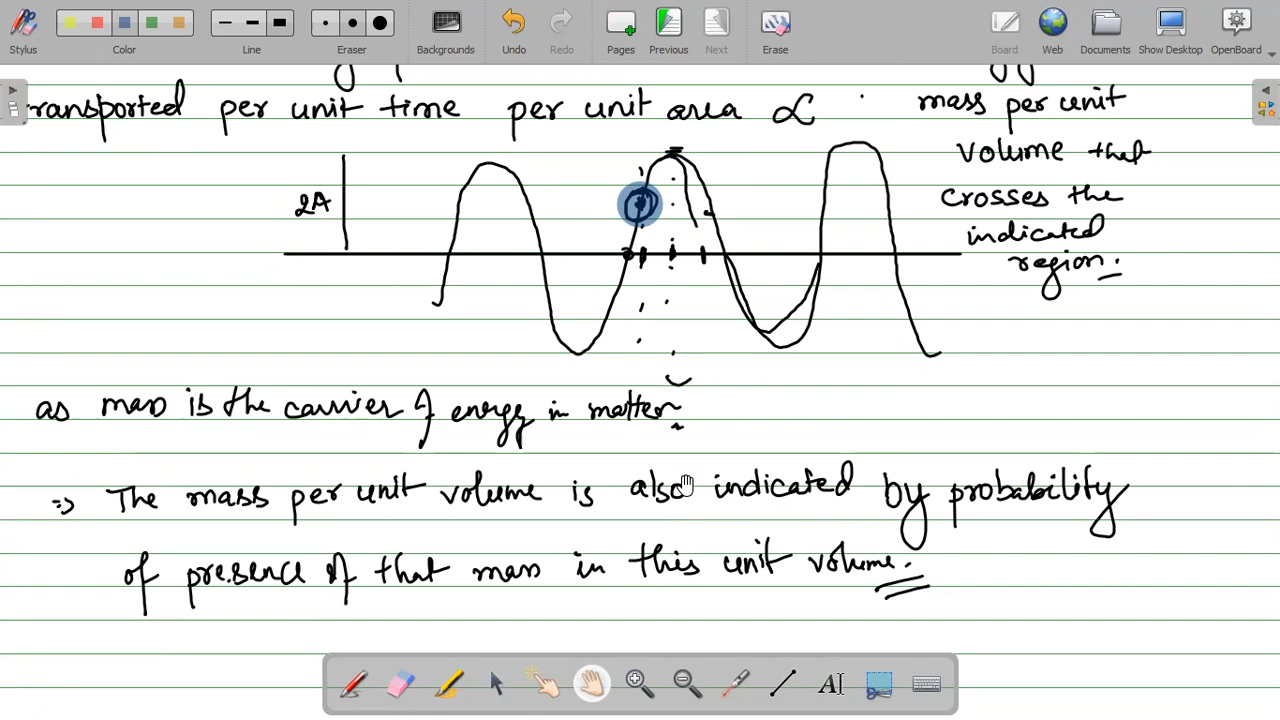 Stylus Color Line Eraser Backgrounds Undo Redo Pages Previous Next Erase Board Web Documents Show Desktop OpenBoard
ransported per unit time per unit area ∝
mass per unit
volume that
crosses the
indicated
region.
2A
as mass is the carrier of energy in matter
⇒ The mass per unit volume is also indicated by probability
of presence of that mass in this unit volume.
AI